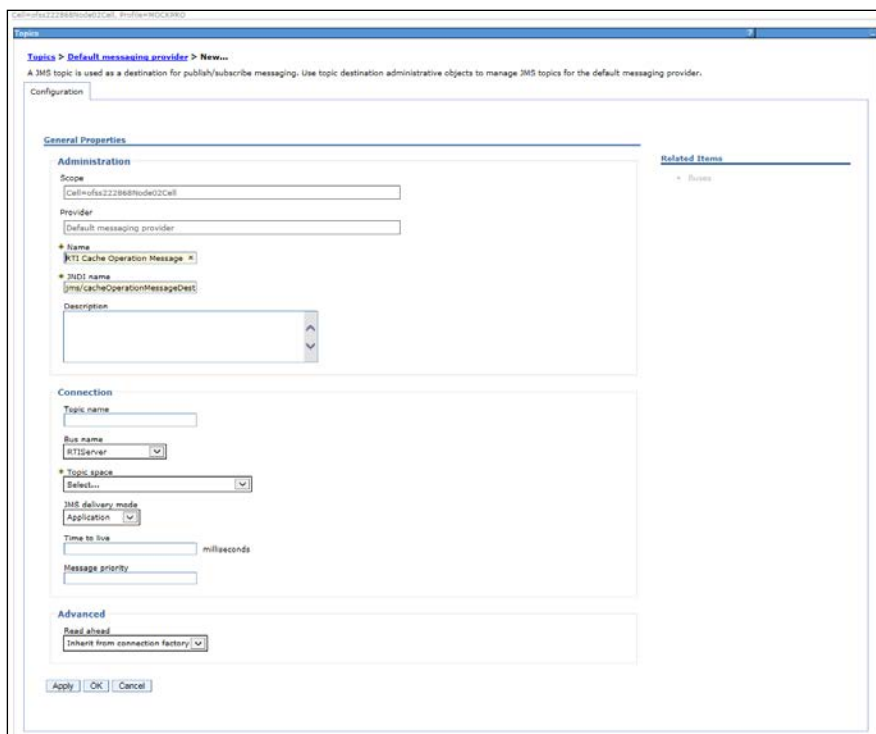 Cell=ofss222868Node02Cell, Profile=MOCKPRO
Topics ? _
Topics > Default messaging provider > New...
A JMS topic is used as a destination for publish/subscribe messaging. Use topic destination administrative objects to manage JMS topics for the default messaging provider.
Configuration
General Properties
Administration
Scope
Cell=ofss222868Node02Cell
Provider
Default messaging provider
* Name
RTI Cache Operation Message ×
* JNDI name
jms/cacheOperationMessageDest
Description
Connection
Topic name
Bus name
RTIServer
* Topic space
Select...
JMS delivery mode
Application
Time to live
milliseconds
Message priority
Advanced
Read ahead
Inherit from connection factory
Apply OK Cancel
Related Items
Buses